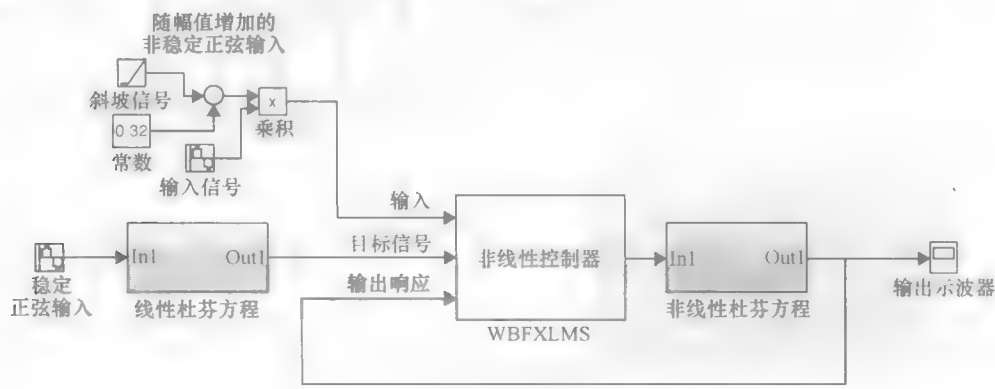 随幅值增加的
非稳定正弦输入
斜坡信号
0 32
常数
x
乘积
输入信号
输入
目标信号
输出响应
稳定
正弦输入
In1
Out1
线性杜芬方程
非线性控制器
WBFXLMS
In1
Out1
非线性杜芬方程
输出示波器